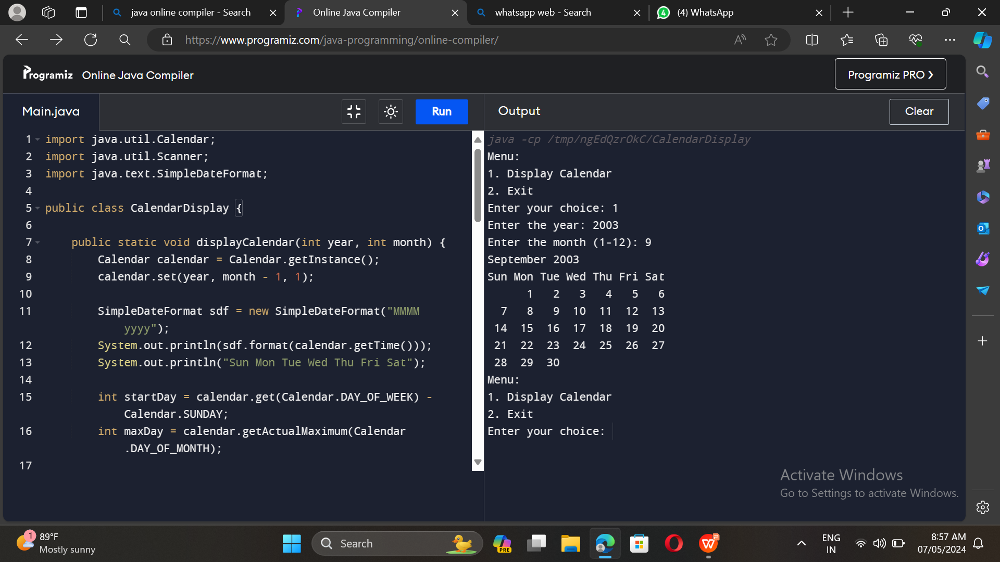 java online compiler - Search
Online Java Compiler
whatsapp web - Search
4
(4) WhatsApp
https://www.programiz.com/java-programming/online-compiler/
Programiz
Online Java Compiler
Programiz PRO ❯
Main.java
Run
Output
Clear
1 import java.util.Calendar;
2 import java.util.Scanner;
3 import java.text.SimpleDateFormat;
4
5 public class CalendarDisplay {
6
7     public static void displayCalendar(int year, int month) {
8         Calendar calendar = Calendar.getInstance();
9         calendar.set(year, month - 1, 1);
10
11         SimpleDateFormat sdf = new SimpleDateFormat("MMMM
            yyyy");
12         System.out.println(sdf.format(calendar.getTime()));
13         System.out.println("Sun Mon Tue Wed Thu Fri Sat");
14
15         int startDay = calendar.get(Calendar.DAY_OF_WEEK) -
            Calendar.SUNDAY;
16         int maxDay = calendar.getActualMaximum(Calendar
            .DAY_OF_MONTH);
17
java -cp /tmp/ngEdQzrOkC/CalendarDisplay
Menu:
1. Display Calendar
2. Exit
Enter your choice: 1
Enter the year: 2003
Enter the month (1-12): 9
September 2003
Sun Mon Tue Wed Thu Fri Sat
      1   2   3   4   5   6
  7   8   9  10  11  12  13
 14  15  16  17  18  19  20
 21  22  23  24  25  26  27
 28  29  30
Menu:
1. Display Calendar
2. Exit
Enter your choice:
Activate Windows
Go to Settings to activate Windows.
1
89°F
Mostly sunny
Search
PRE
ENG
IN
8:57 AM
07/05/2024